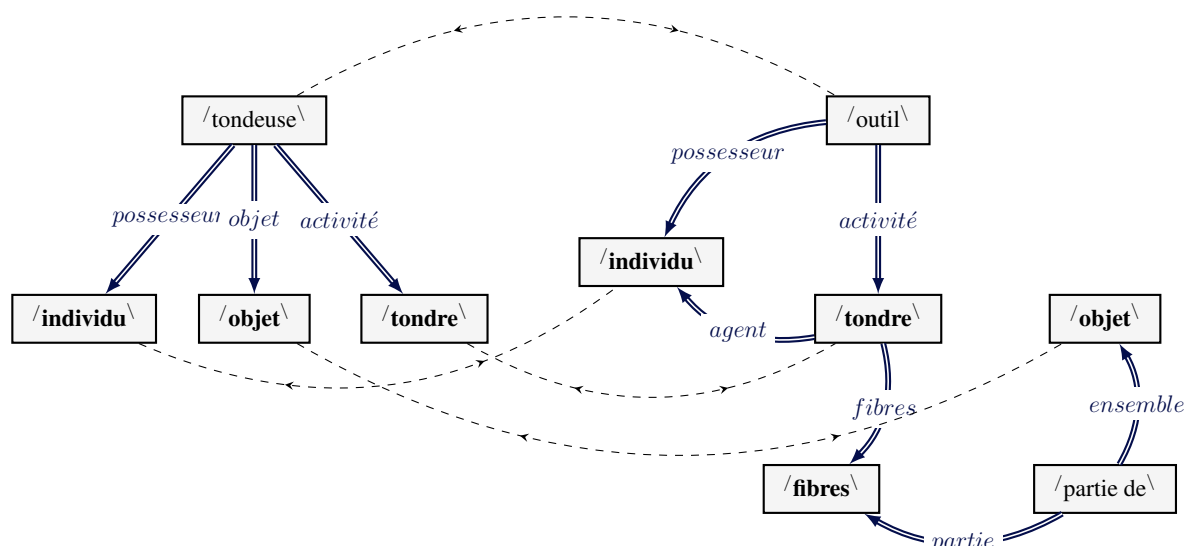 /tondeuse\
/outil\
possesseur
possesseur
objet
activité
activité
/individu\
/individu\
/objet\
/tondre\
/tondre\
/objet\
agent
fibres
ensemble
/fibres\
/partie de\
partie